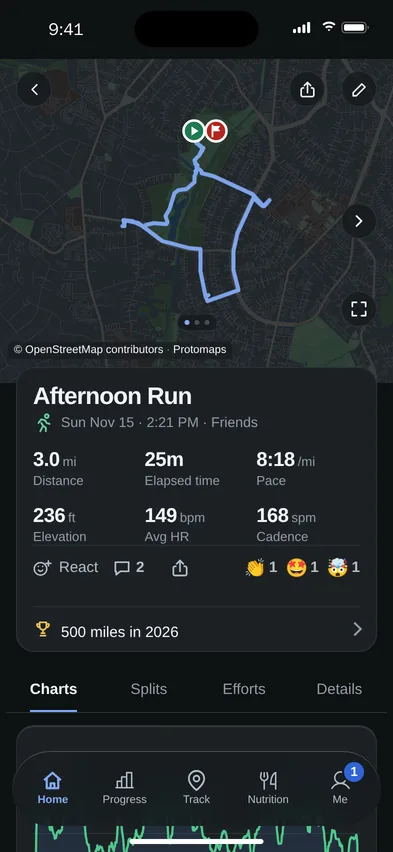 9:41
© OpenStreetMap contributors · Protomaps
Afternoon Run
Sun Nov 15 · 2:21 PM · Friends
3.0 mi 25m 8:18 /mi
Distance Elapsed time Pace
236 ft 149 bpm 168 spm
Elevation Avg HR Cadence
React 2 1 1 1
500 miles in 2026
Charts Splits Efforts Details
1
Home Progress Track Nutrition Me